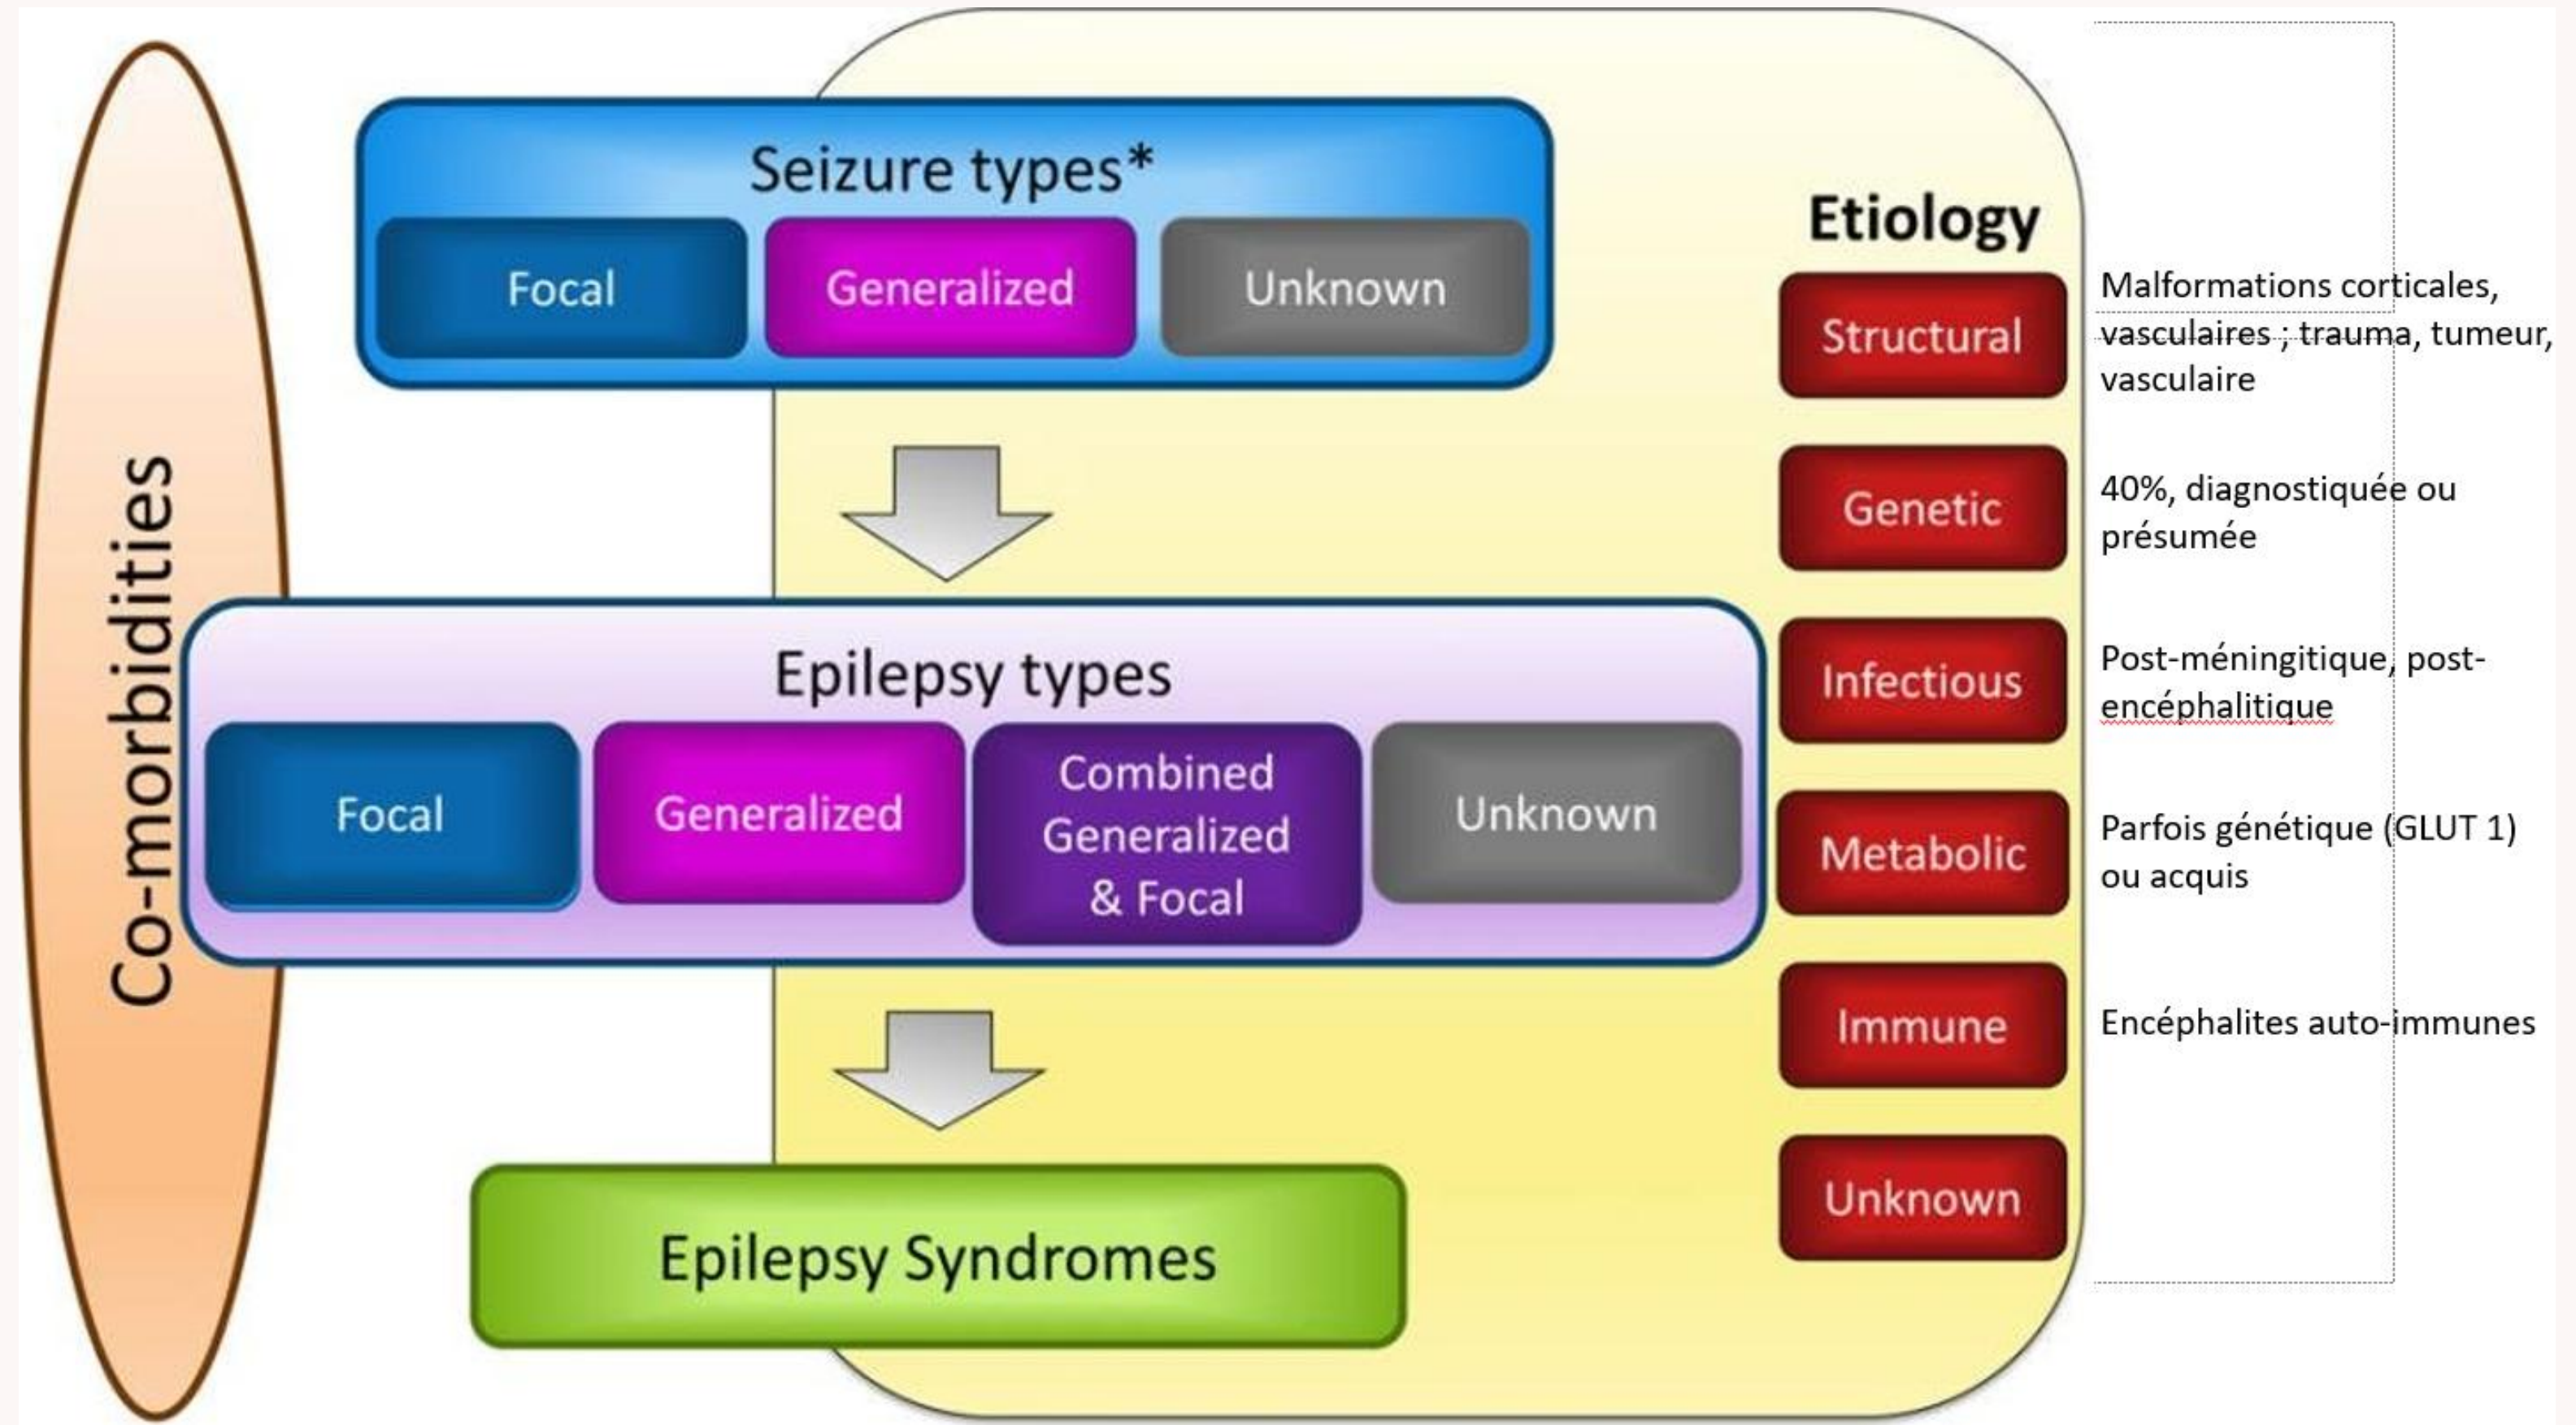 Co-morbidities
Seizure types*
Focal
Generalized
Unknown
Epilepsy types
Focal
Generalized
Combined
Generalized
& Focal
Unknown
Epilepsy Syndromes
Etiology
Structural
Malformations corticales,
vasculaires ; trauma, tumeur,
vasculaire
Genetic
40%, diagnostiquée ou
présumée
Infectious
Post-méningitique, post-
encéphalitique
Metabolic
Parfois génétique (GLUT 1)
ou acquis
Immune
Encéphalites auto-immunes
Unknown